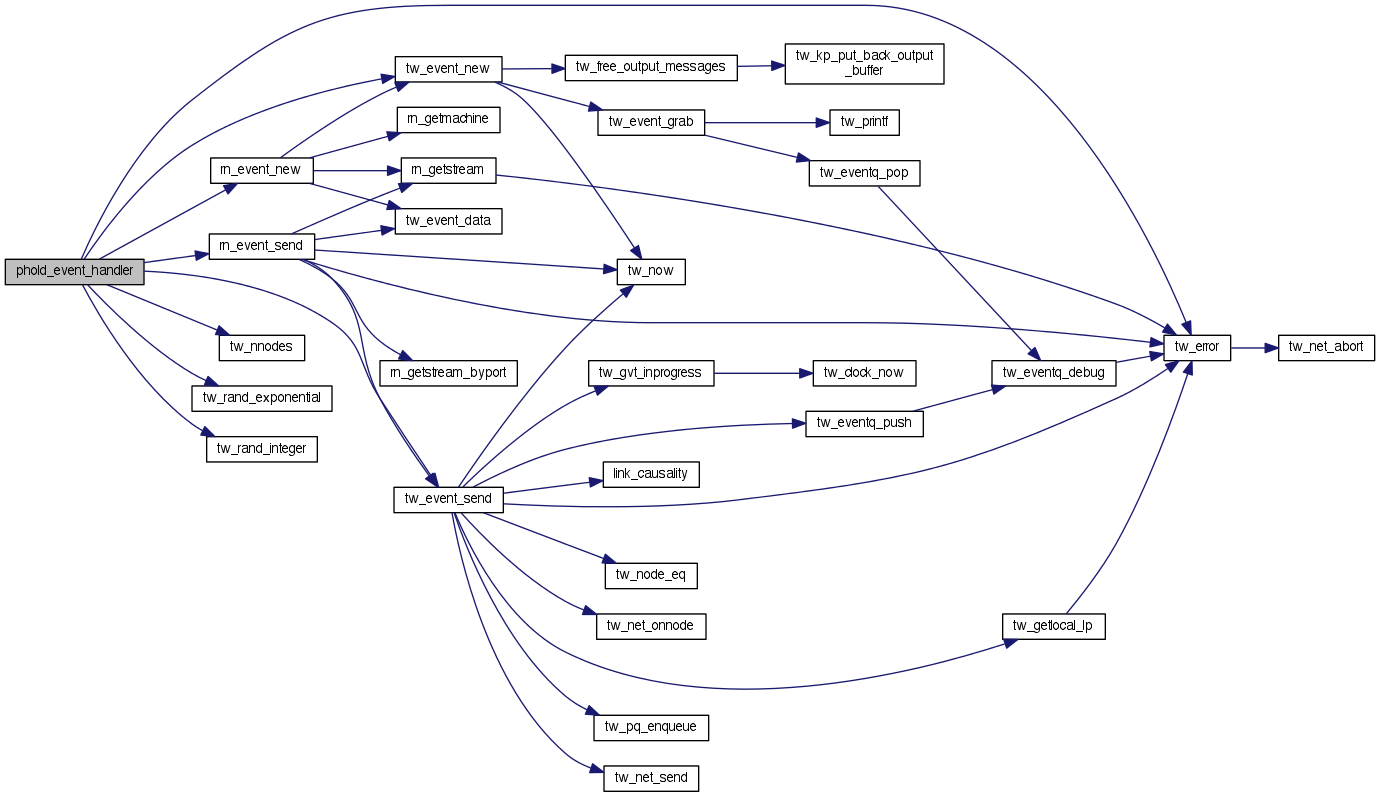 tw_event_new
tw_free_output_messages
tw_kp_put_back_output
_buffer
rn_getmachine
tw_event_grab
tw_printf
rn_event_new
rn_getstream
tw_eventq_pop
tw_event_data
rn_event_send
phold_event_handler
tw_now
tw_nnodes
tw_error
tw_net_abort
rn_getstream_byport
tw_gvt_inprogress
tw_clock_now
tw_eventq_debug
tw_rand_exponential
tw_eventq_push
tw_rand_integer
link_causality
tw_event_send
tw_node_eq
tw_net_onnode
tw_getlocal_lp
tw_pq_enqueue
tw_net_send